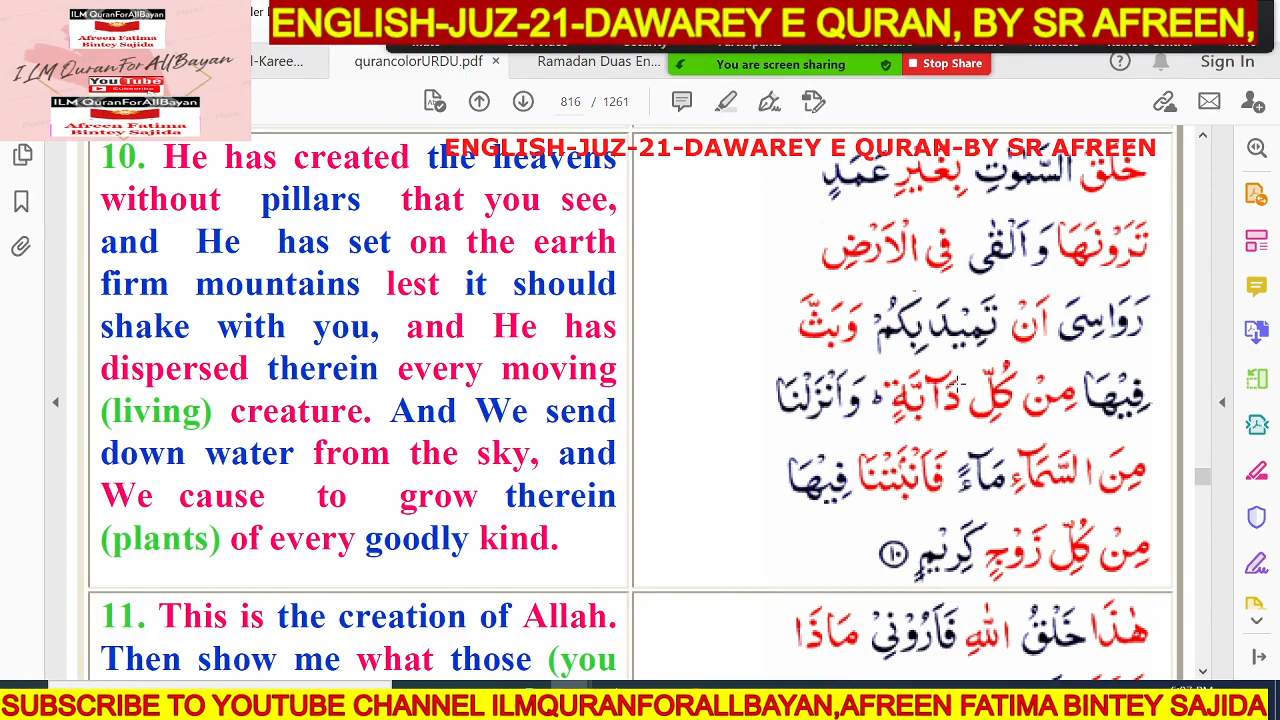 ENGLISH-JUZ-21-DAWAREY E QURAN, BY SR AFREEN,
ILM QuranForAllBayan
Afreen Fatima
Bintey Sajida
ILM QuranForAllBayan
YouTube
Subscribe
ILM QuranForAllBayan
Afreen Fatima
Bintey Sajida
l-Karee...
qurancolorURDU.pdf
Ramadan Duas En...
You are screen sharing
Stop Share
Sign In
816 / 1261
ENGLISH-JUZ-21-DAWAREY E QURAN-BY SR AFREEN
10. He has created the heavens
without pillars that you see,
and He has set on the earth
firm mountains lest it should
shake with you, and He has
dispersed therein every moving
(living) creature. And We send
down water from the sky, and
We cause to grow therein
(plants) of every goodly kind.
خَلَقَ السَّمٰوٰتِ بِغَيْرِ عَمَدٍ
تَرَوْنَهَا وَ اَلْقٰى فِي الْاَرْضِ
رَوَاسِيَ اَنْ تَمِيْدَ بِكُمْ وَبَثَّ
فِيْهَا مِنْ كُلِّ دَآبَّةٍ ؕ وَاَنْزَلْنَا
مِنَ السَّمَآءِ مَآءً فَاَنْۢبَتْنَا فِيْهَا
مِنْ كُلِّ زَوْجٍ كَرِيْمٍ ۝۱۰
11. This is the creation of Allah.
Then show me what those (you
هٰذَا خَلْقُ اللّٰهِ فَاَرُوْنِيْ مَاذَا
SUBSCRIBE TO YOUTUBE CHANNEL ILMQURANFORALLBAYAN,AFREEN FATIMA BINTEY SAJIDA